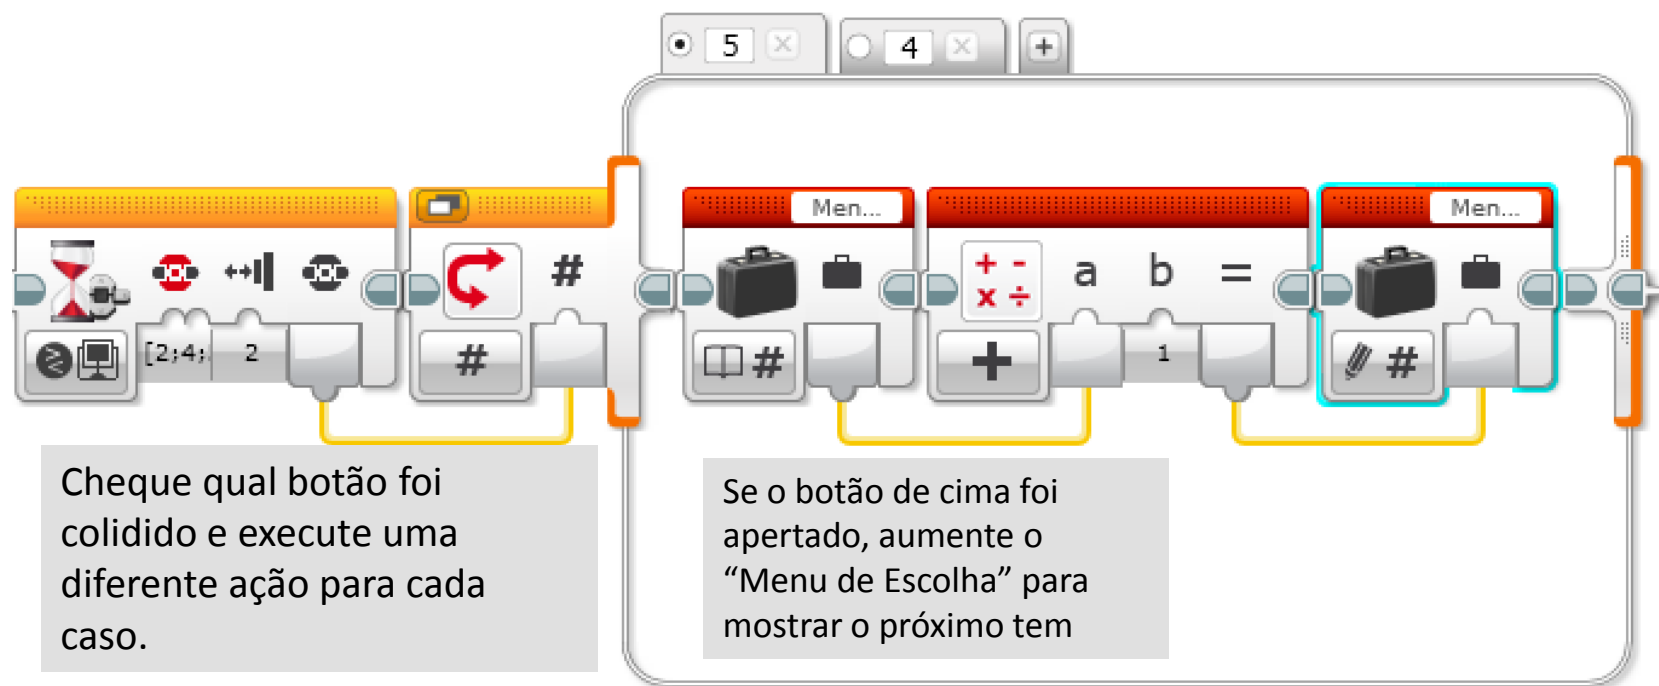 5
4
+
Men...
Men...
#
a b =
[2;4;
2
#
#
1
#
Cheque qual botão foi
colidido e execute uma
diferente ação para cada
caso.
Se o botão de cima foi
apertado, aumente o
“Menu de Escolha” para
mostrar o próximo tem